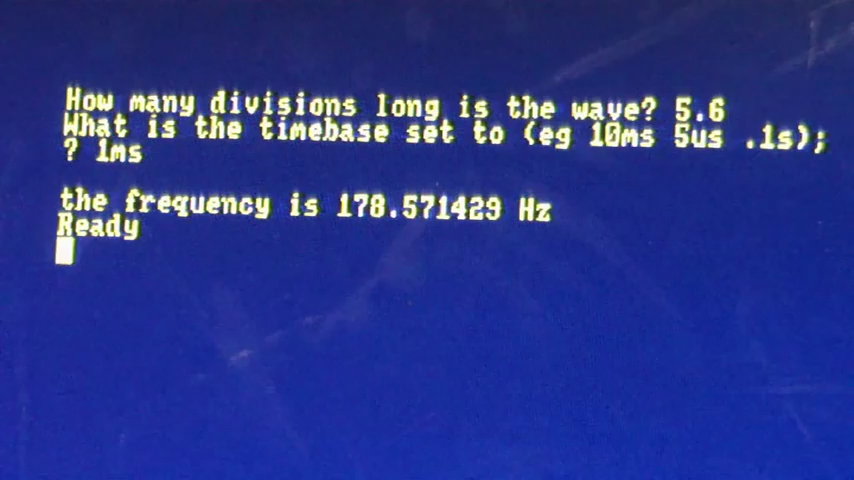 How many divisions long is the wave? 5.6
What is the timebase set to (eg 10ms 5us .1s);
? 1ms
the frequency is 178.571429 Hz
Ready